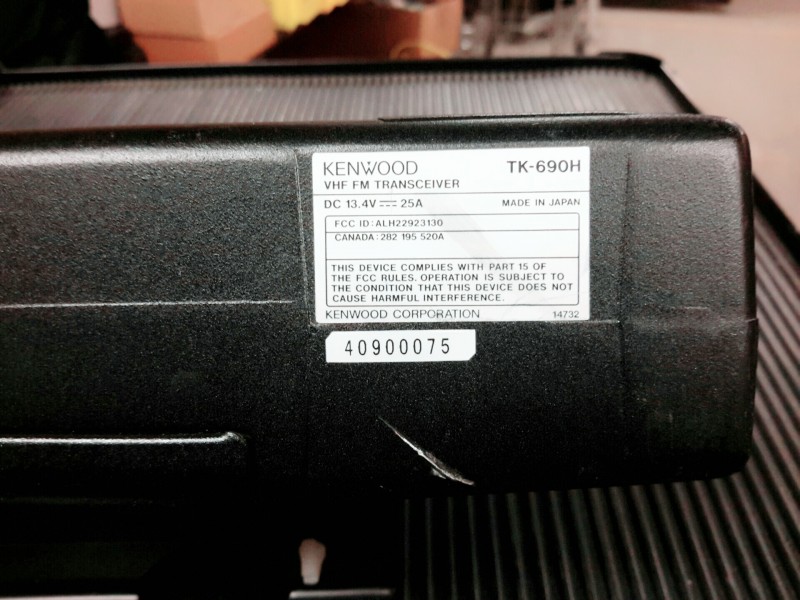 KENWOOD TK-690H
VHF FM TRANSCEIVER
DC 13.4V ⎓ 25A MADE IN JAPAN
FCC ID: ALH22923130
CANADA: 282 195 520A
THIS DEVICE COMPLIES WITH PART 15 OF
THE FCC RULES. OPERATION IS SUBJECT TO
THE CONDITION THAT THIS DEVICE DOES NOT
CAUSE HARMFUL INTERFERENCE.
KENWOOD CORPORATION 14732
40900075